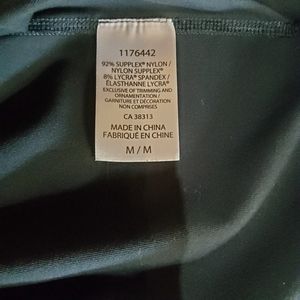 1176442
92% SUPPLEX® NYLON /
NYLON SUPPLEX®
8% LYCRA® SPANDEX /
ÉLASTHANNE LYCRA®
EXCLUSIVE OF TRIMMING AND
ORNAMENTATION /
GARNITURE ET DÉCORATION
NON COMPRISES
CA 38313
MADE IN CHINA
FABRIQUÉ EN CHINE
M / M